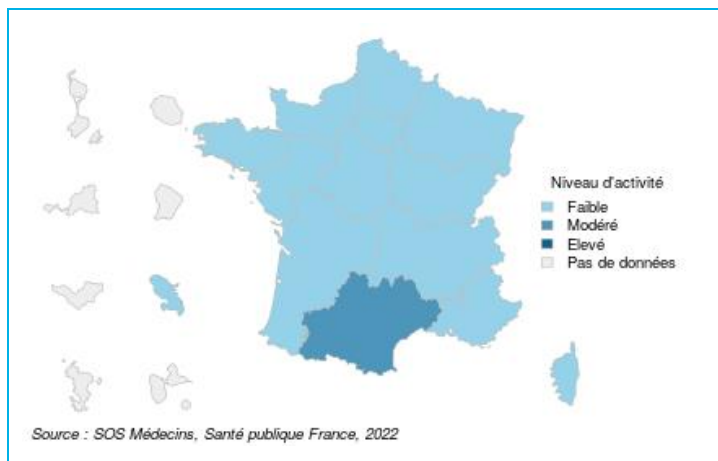 Niveau d'activité
Faible
Modéré
Elevé
Pas de données
Source : SOS Médecins, Santé publique France, 2022